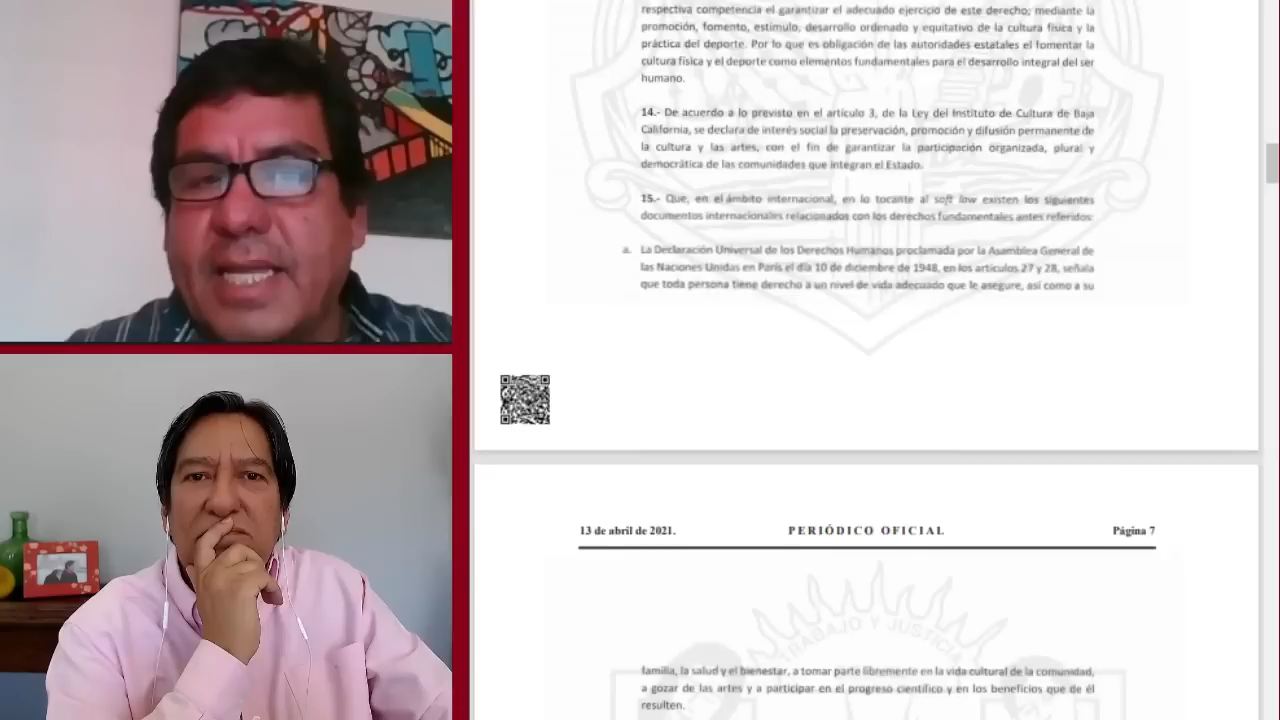 respectiva competencia el garantizar el adecuado ejercicio de este derecho; mediante la
promoción, fomento, estímulo, desarrollo ordenado y equitativo de la cultura física y la
práctica del deporte. Por lo que es obligación de las autoridades estatales el fomentar la
cultura física y el deporte como elementos fundamentales para el desarrollo integral del ser
humano.
14.- De acuerdo a lo previsto en el artículo 3, de la Ley del Instituto de Cultura de Baja
California, se declara de interés social la preservación, promoción y difusión permanente de
la cultura y las artes, con el fin de garantizar la participación organizada, plural y
democrática de las comunidades que integran el Estado.
15.- Que, en el ámbito internacional, en lo tocante al soft law existen los siguientes
documentos internacionales relacionados con los derechos fundamentales antes referidos:
a. La Declaración Universal de los Derechos Humanos proclamada por la Asamblea General de
las Naciones Unidas en París el día 10 de diciembre de 1948, en los artículos 27 y 28, señala
que toda persona tiene derecho a un nivel de vida adecuado que le asegure, así como a su
13 de abril de 2021. PERIÓDICO OFICIAL Página 7
TRABAJO Y JUSTICIA
familia, la salud y el bienestar, a tomar parte libremente en la vida cultural de la comunidad,
a gozar de las artes y a participar en el progreso científico y en los beneficios que de él
resulten.